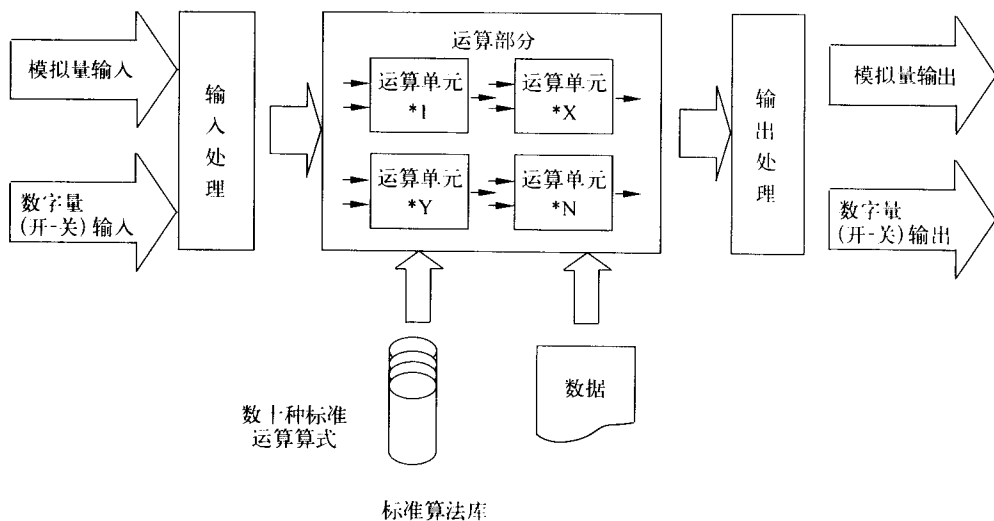 模拟量输入
数字量
(开-关)输入
输入处理
运算部分
运算单元
*1
运算单元
*X
运算单元
*Y
运算单元
*N
输出处理
模拟量输出
数字量
(开-关)输出
数十种标准
运算算式
标准算法库
数据